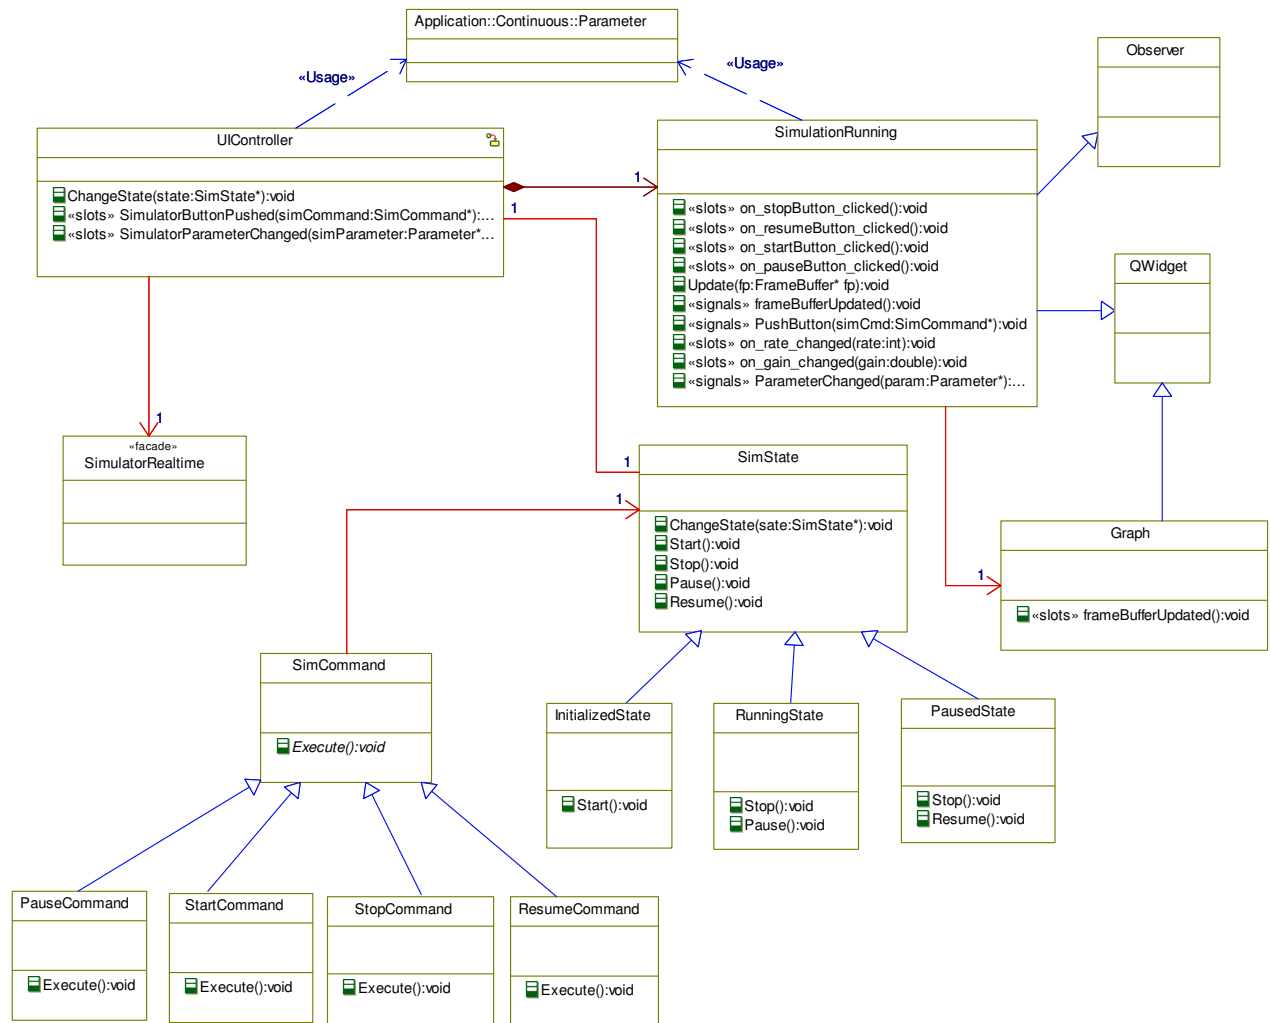 Application::Continuous::Parameter
«Usage»
«Usage»
Observer
UIController
ChangeState(state:SimState*):void
«slots» SimulatorButtonPushed(simCommand:SimCommand*):...
«slots» SimulatorParameterChanged(simParameter:Parameter*...
1
1
SimulationRunning
«slots» on_stopButton_clicked():void
«slots» on_resumeButton_clicked():void
«slots» on_startButton_clicked():void
«slots» on_pauseButton_clicked():void
Update(fp:FrameBuffer* fp):void
«signals» frameBufferUpdated():void
«signals» PushButton(simCmd:SimCommand*):void
«slots» on_rate_changed(rate:int):void
«slots» on_gain_changed(gain:double):void
«signals» ParameterChanged(param:Parameter*):...
QWidget
1
«facade»
SimulatorRealtime
1
1
SimState
ChangeState(sate:SimState*):void
Start():void
Stop():void
Pause():void
Resume():void
1
Graph
«slots» frameBufferUpdated():void
SimCommand
Execute():void
InitializedState
Start():void
RunningState
Stop():void
Pause():void
PausedState
Stop():void
Resume():void
PauseCommand
Execute():void
StartCommand
Execute():void
StopCommand
Execute():void
ResumeCommand
Execute():void